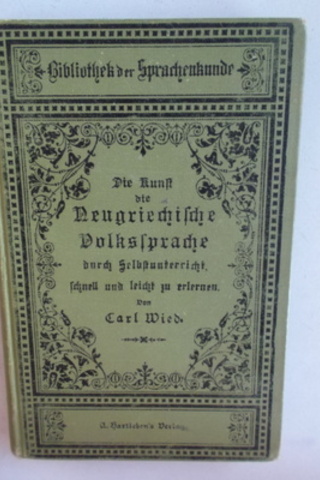 Bibliothek der Sprachenkunde
Die Kunst
die
Neugriechische
Volkssprache
durch Selbstunterricht
schnell und leicht zu erlernen.
Von
Carl Wied.
A. Hartleben's Verlag.